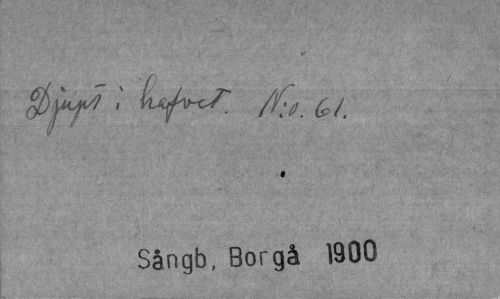 Djupt i hafvet. N:o. 61.
Sångb, Borgå 1900